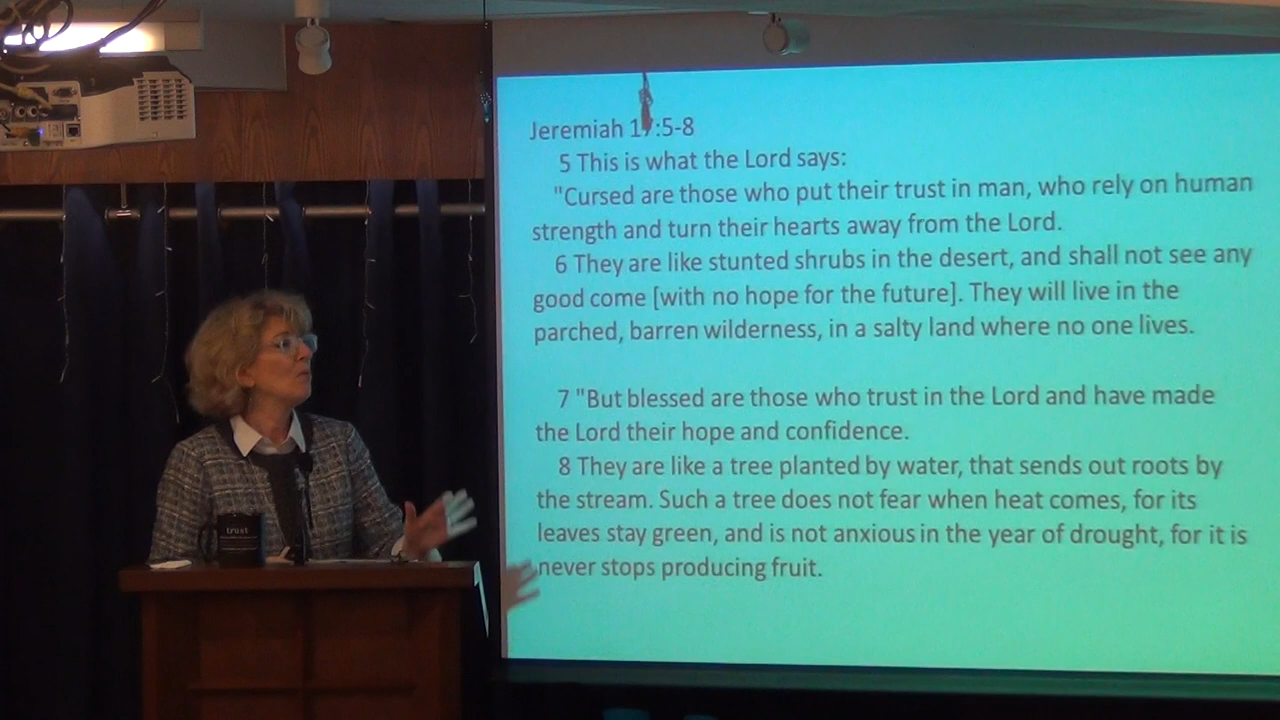 Jeremiah 17:5-8
5 This is what the Lord says:
"Cursed are those who put their trust in man, who rely on human
strength and turn their hearts away from the Lord.
6 They are like stunted shrubs in the desert, and shall not see any
good come [with no hope for the future]. They will live in the
parched, barren wilderness, in a salty land where no one lives.
7 "But blessed are those who trust in the Lord and have made
the Lord their hope and confidence.
8 They are like a tree planted by water, that sends out roots by
the stream. Such a tree does not fear when heat comes, for its
leaves stay green, and is not anxious in the year of drought, for it is
never stops producing fruit.
trust